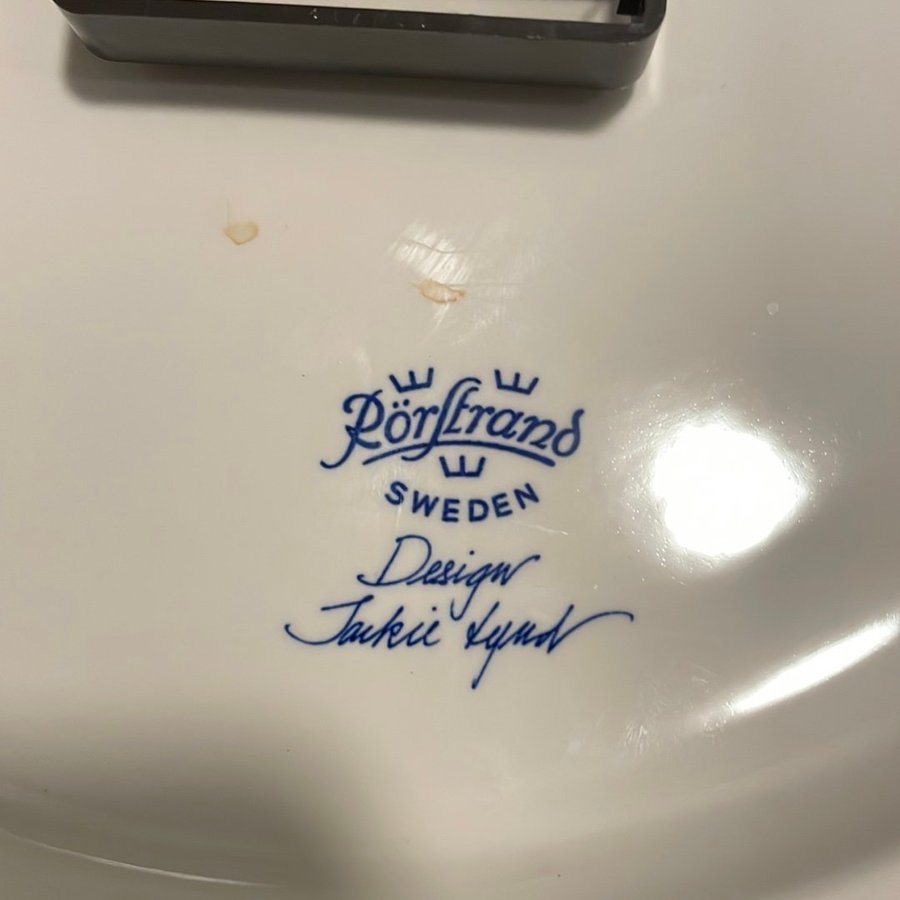 Rörstrand
SWEDEN
Design
Jackie Lynd